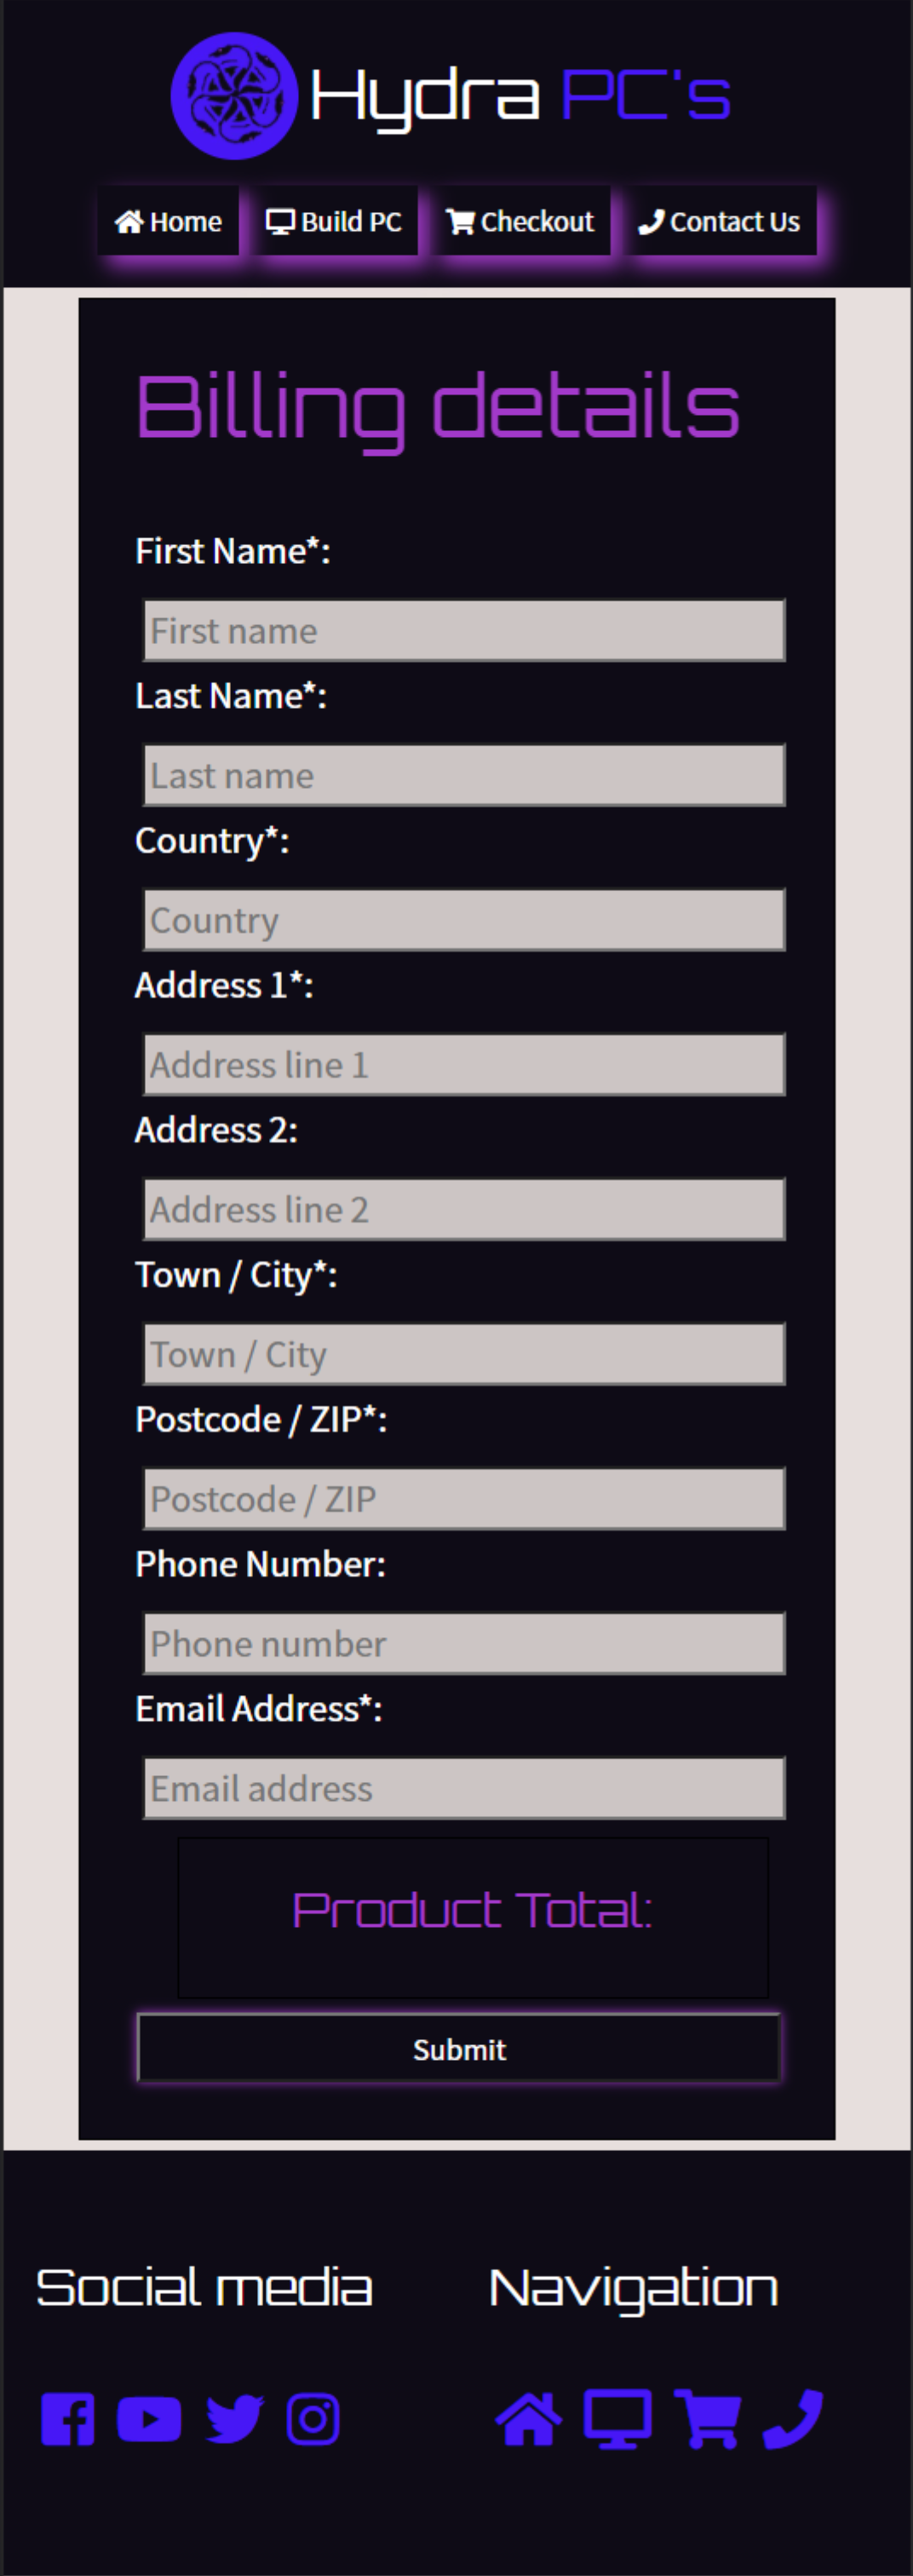 Hydra PC's
Home Build PC Checkout Contact Us
Billing details
First Name*:
First name
Last Name*:
Last name
Country*:
Country
Address 1*:
Address line 1
Address 2:
Address line 2
Town / City*:
Town / City
Postcode / ZIP*:
Postcode / ZIP
Phone Number:
Phone number
Email Address*:
Email address
Product Total:
Submit
Social media Navigation